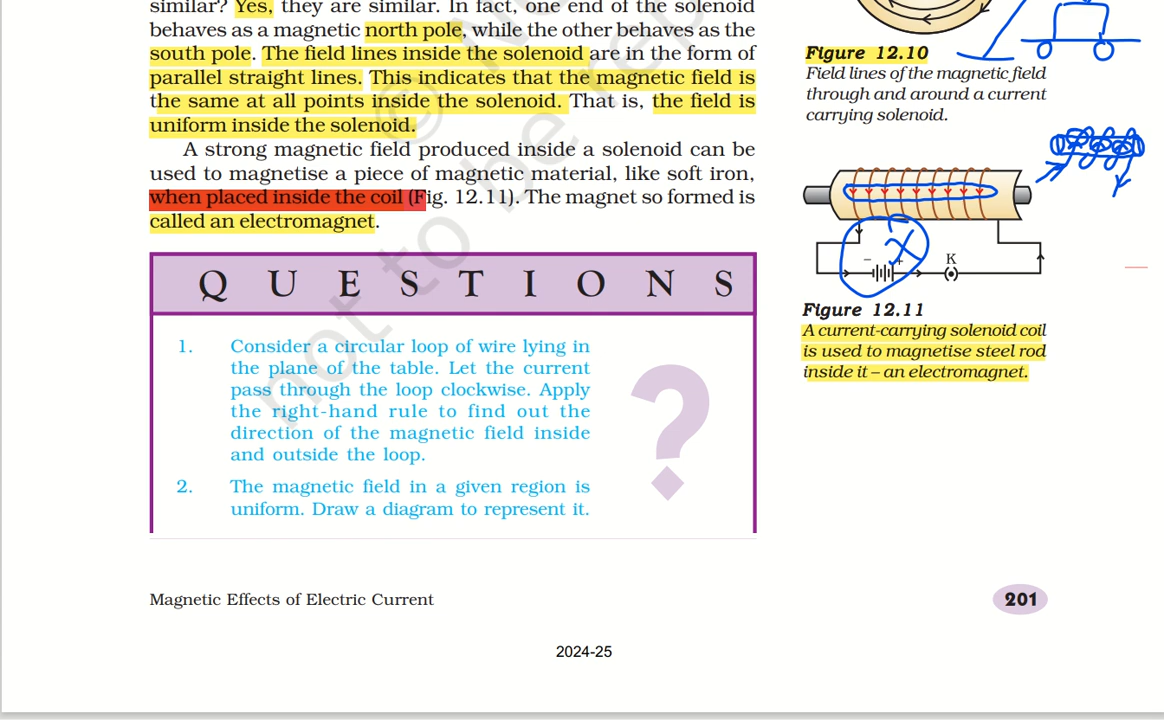 similar? Yes, they are similar. In fact, one end of the solenoid
behaves as a magnetic north pole, while the other behaves as the
south pole. The field lines inside the solenoid are in the form of
parallel straight lines. This indicates that the magnetic field is
the same at all points inside the solenoid. That is, the field is
uniform inside the solenoid.
A strong magnetic field produced inside a solenoid can be
used to magnetise a piece of magnetic material, like soft iron,
when placed inside the coil (Fig. 12.11). The magnet so formed is
called an electromagnet.
QUESTIONS
1. Consider a circular loop of wire lying in
the plane of the table. Let the current
pass through the loop clockwise. Apply
the right-hand rule to find out the
direction of the magnetic field inside
and outside the loop.
2. The magnetic field in a given region is
uniform. Draw a diagram to represent it.
?
Figure 12.10
Field lines of the magnetic field
through and around a current
carrying solenoid.
− + K
Figure 12.11
A current-carrying solenoid coil
is used to magnetise steel rod
inside it – an electromagnet.
not to be rep
Magnetic Effects of Electric Current
201
2024-25